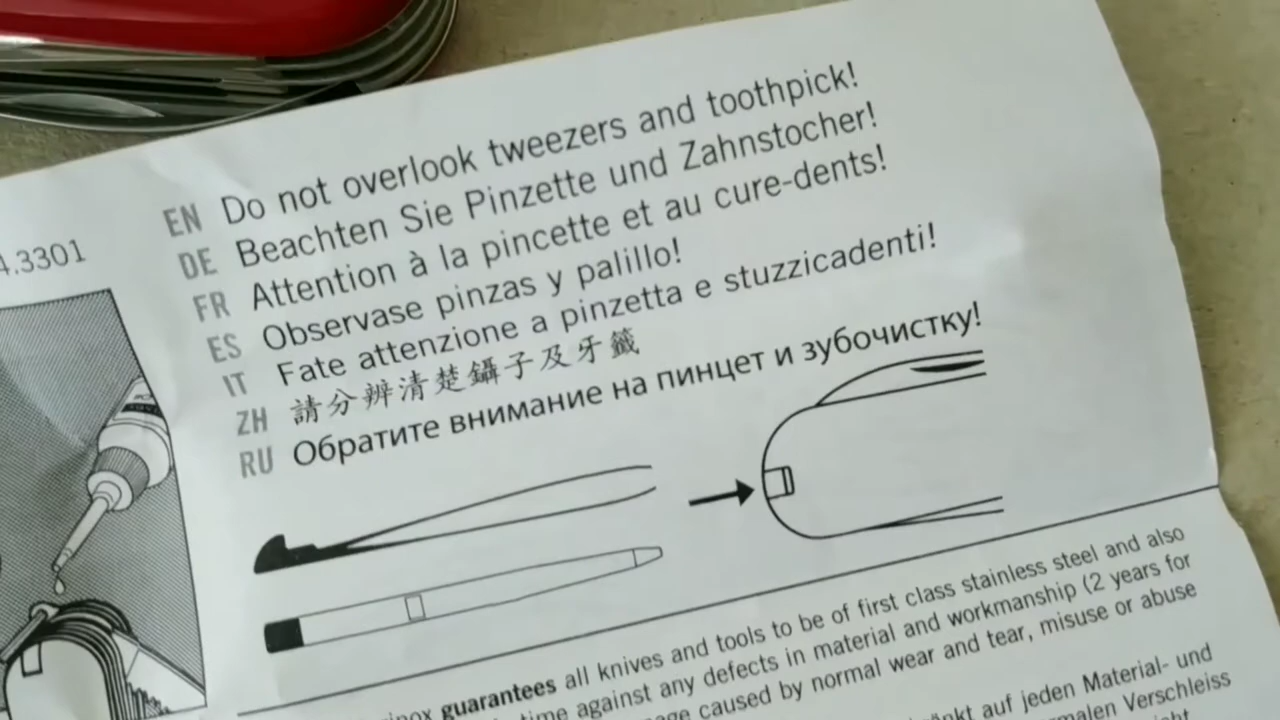 4.3301
EN Do not overlook tweezers and toothpick!
DE Beachten Sie Pinzette und Zahnstocher!
FR Attention à la pincette et au cure-dents!
ES Observase pinzas y palillo!
IT Fate attenzione a pinzetta e stuzzicadenti!
ZH 請分辨清楚鑷子及牙籤
RU Обратите внимание на пинцет и зубочистку!
guarantees all knives and tools to be of first class stainless steel and also
time against any defects in material and workmanship (2 years for
caused by normal wear and tear, misuse or abuse
auf jeden Material- und
Verschleiss